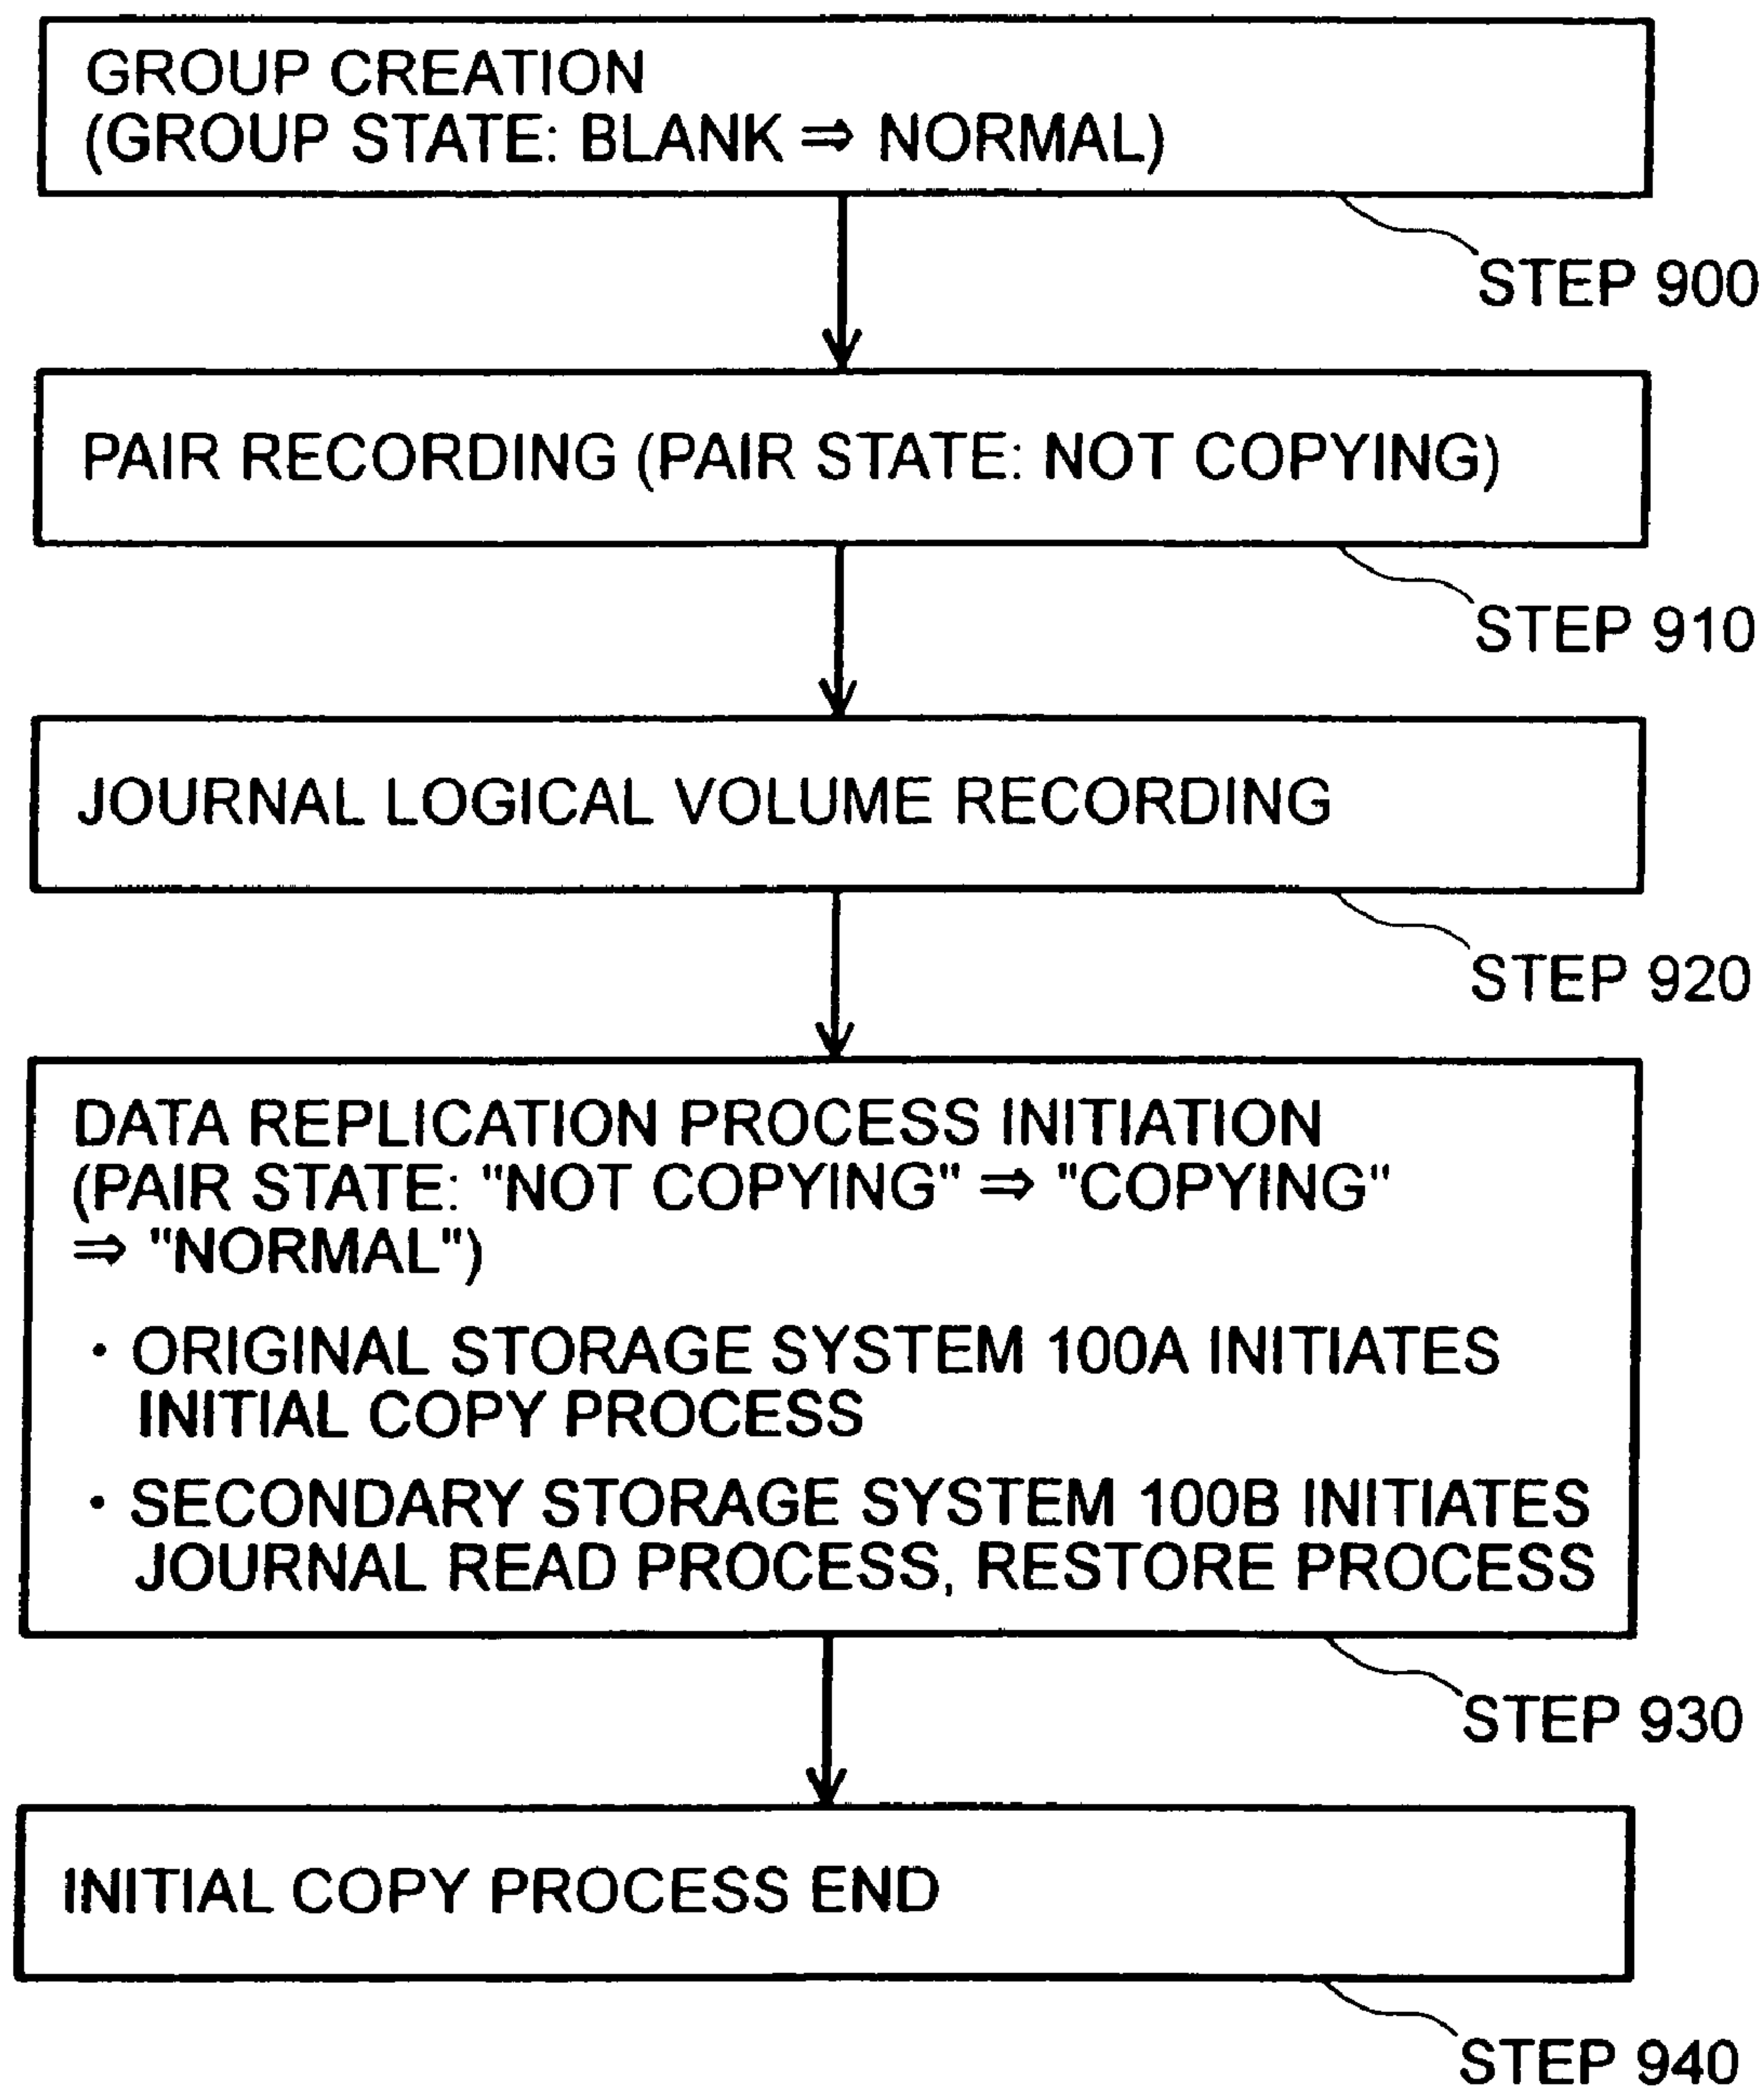 GROUP CREATION
(GROUP STATE: BLANK ⇒ NORMAL)
STEP 900
PAIR RECORDING (PAIR STATE: NOT COPYING)
STEP 910
JOURNAL LOGICAL VOLUME RECORDING
STEP 920
DATA REPLICATION PROCESS INITIATION
(PAIR STATE: "NOT COPYING" ⇒ "COPYING"
⇒ "NORMAL")
• ORIGINAL STORAGE SYSTEM 100A INITIATES
INITIAL COPY PROCESS
• SECONDARY STORAGE SYSTEM 100B INITIATES
JOURNAL READ PROCESS, RESTORE PROCESS
STEP 930
INITIAL COPY PROCESS END
STEP 940